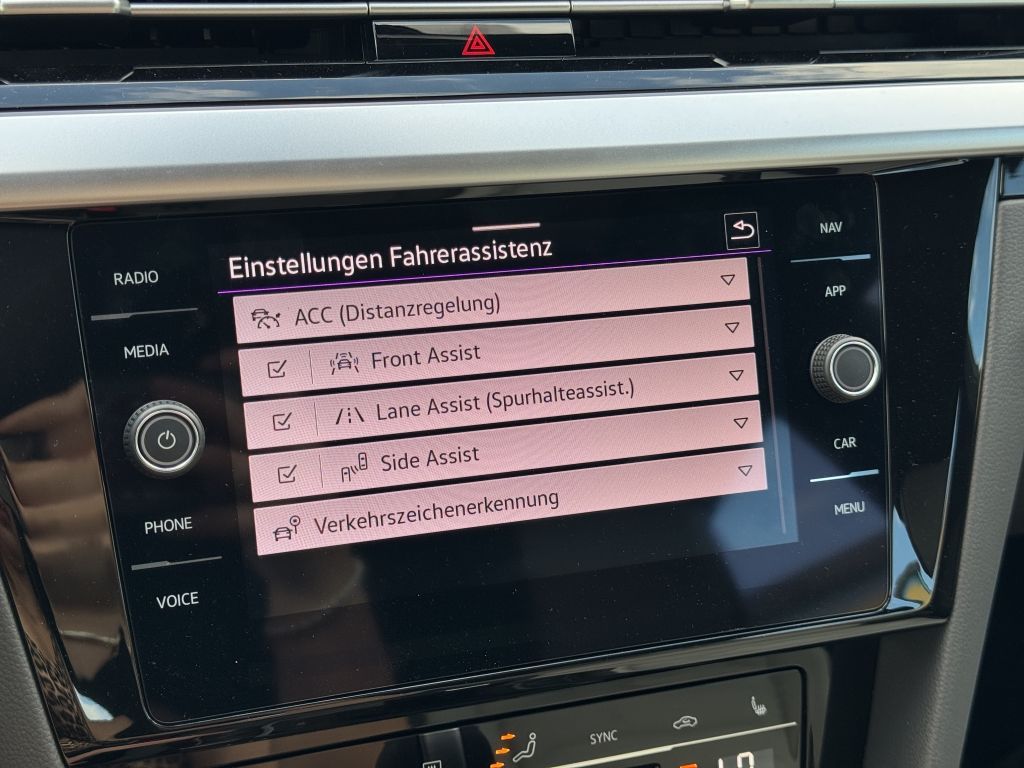 Einstellungen Fahrerassistenz
ACC (Distanzregelung)
Front Assist
Lane Assist (Spurhalteassist.)
Side Assist
Verkehrszeichenerkennung
RADIO
MEDIA
PHONE
VOICE
NAV
APP
CAR
MENU
SYNC